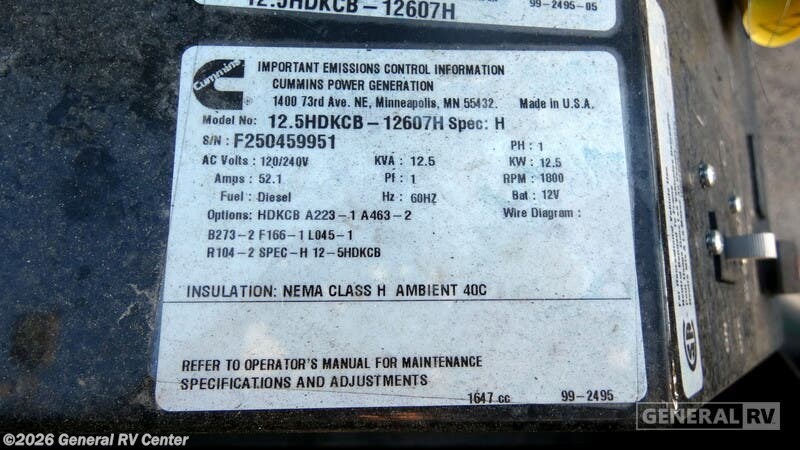 12.5HDKCB-12607H
99-2495-05
Cummins
IMPORTANT EMISSIONS CONTROL INFORMATION
CUMMINS POWER GENERATION
1400 73rd Ave. NE, Minneapolis, MN 55432. Made in U.S.A.
Model No: 12.5HDKCB-12607H Spec: H
S/N: F250459951 PH: 1
AC Volts: 120/240V KVA: 12.5 KW: 12.5
Amps: 52.1 Pf: 1 RPM: 1800
Fuel: Diesel Hz: 60HZ Bat: 12V
Options: HDKCB A223-1 A463-2 Wire Diagram:
B273-2 F166-1 L045-1
R104-2 SPEC-H 12-5HDKCB
INSULATION: NEMA CLASS H AMBIENT 40C
REFER TO OPERATOR'S MANUAL FOR MAINTENANCE
SPECIFICATIONS AND ADJUSTMENTS
1647 cc 99-2495
GENERAL RV
©2026 General RV Center